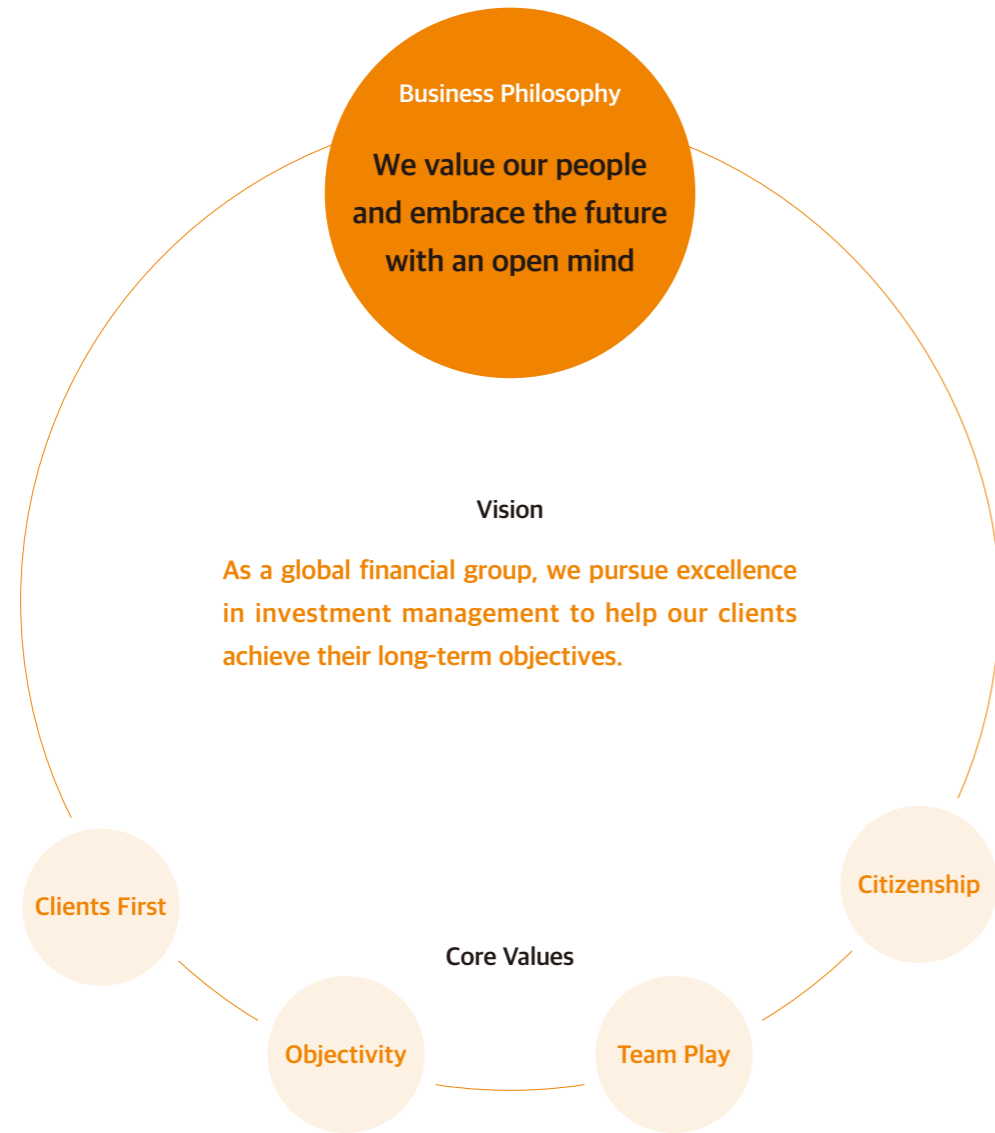 Business Philosophy
We value our people
and embrace the future
with an open mind
Vision
As a global financial group, we pursue excellence
in investment management to help our clients
achieve their long-term objectives.
Core Values
Clients First
Objectivity
Team Play
Citizenship